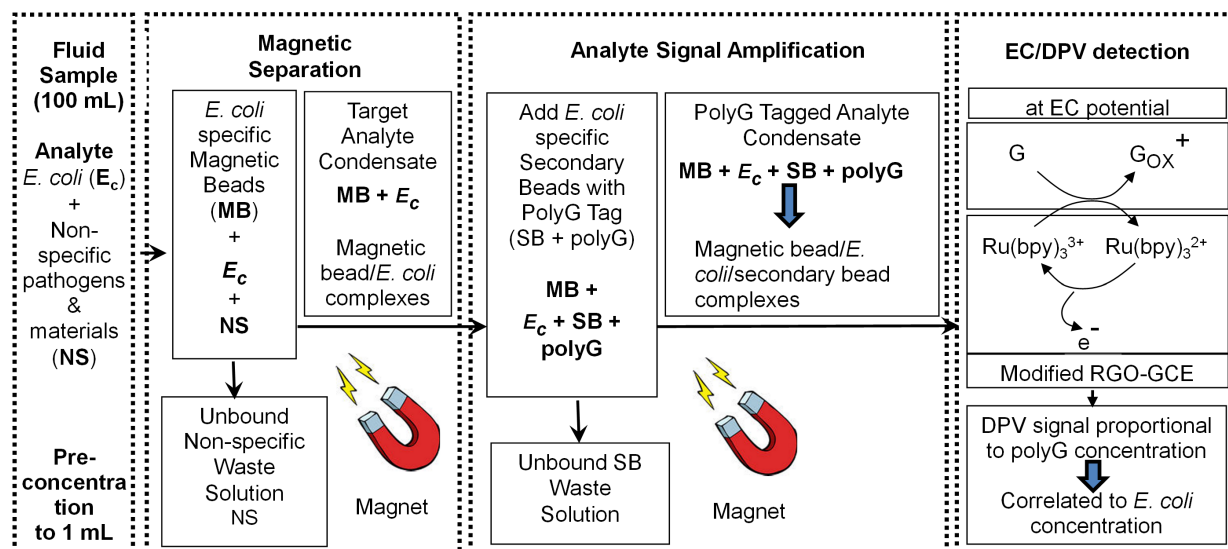 Fluid
Sample
(100 mL)
Analyte
E. coli (Ec)
+
Non-
specific
pathogens
&
materials
(NS)
Pre-
concentra
tion
to 1 mL
Magnetic
Separation
E. coli
specific
Magnetic
Beads
(MB)
+
Ec
+
NS
Target
Analyte
Condensate
MB + Ec
Magnetic
bead/E. coli
complexes
Unbound
Non-specific
Waste
Solution
NS
Magnet
Analyte Signal Amplification
Add E. coli
specific
Secondary
Beads with
PolyG Tag
(SB + polyG)
MB +
Ec + SB +
polyG
PolyG Tagged Analyte
Condensate
MB + Ec + SB + polyG
Magnetic bead/E.
coli/secondary bead
complexes
Unbound SB
Waste
Solution
Magnet
EC/DPV detection
at EC potential
G GOX+
Ru(bpy)3 3+ Ru(bpy)3 2+
e-
Modified RGO-GCE
DPV signal proportional
to polyG concentration
Correlated to E. coli
concentration